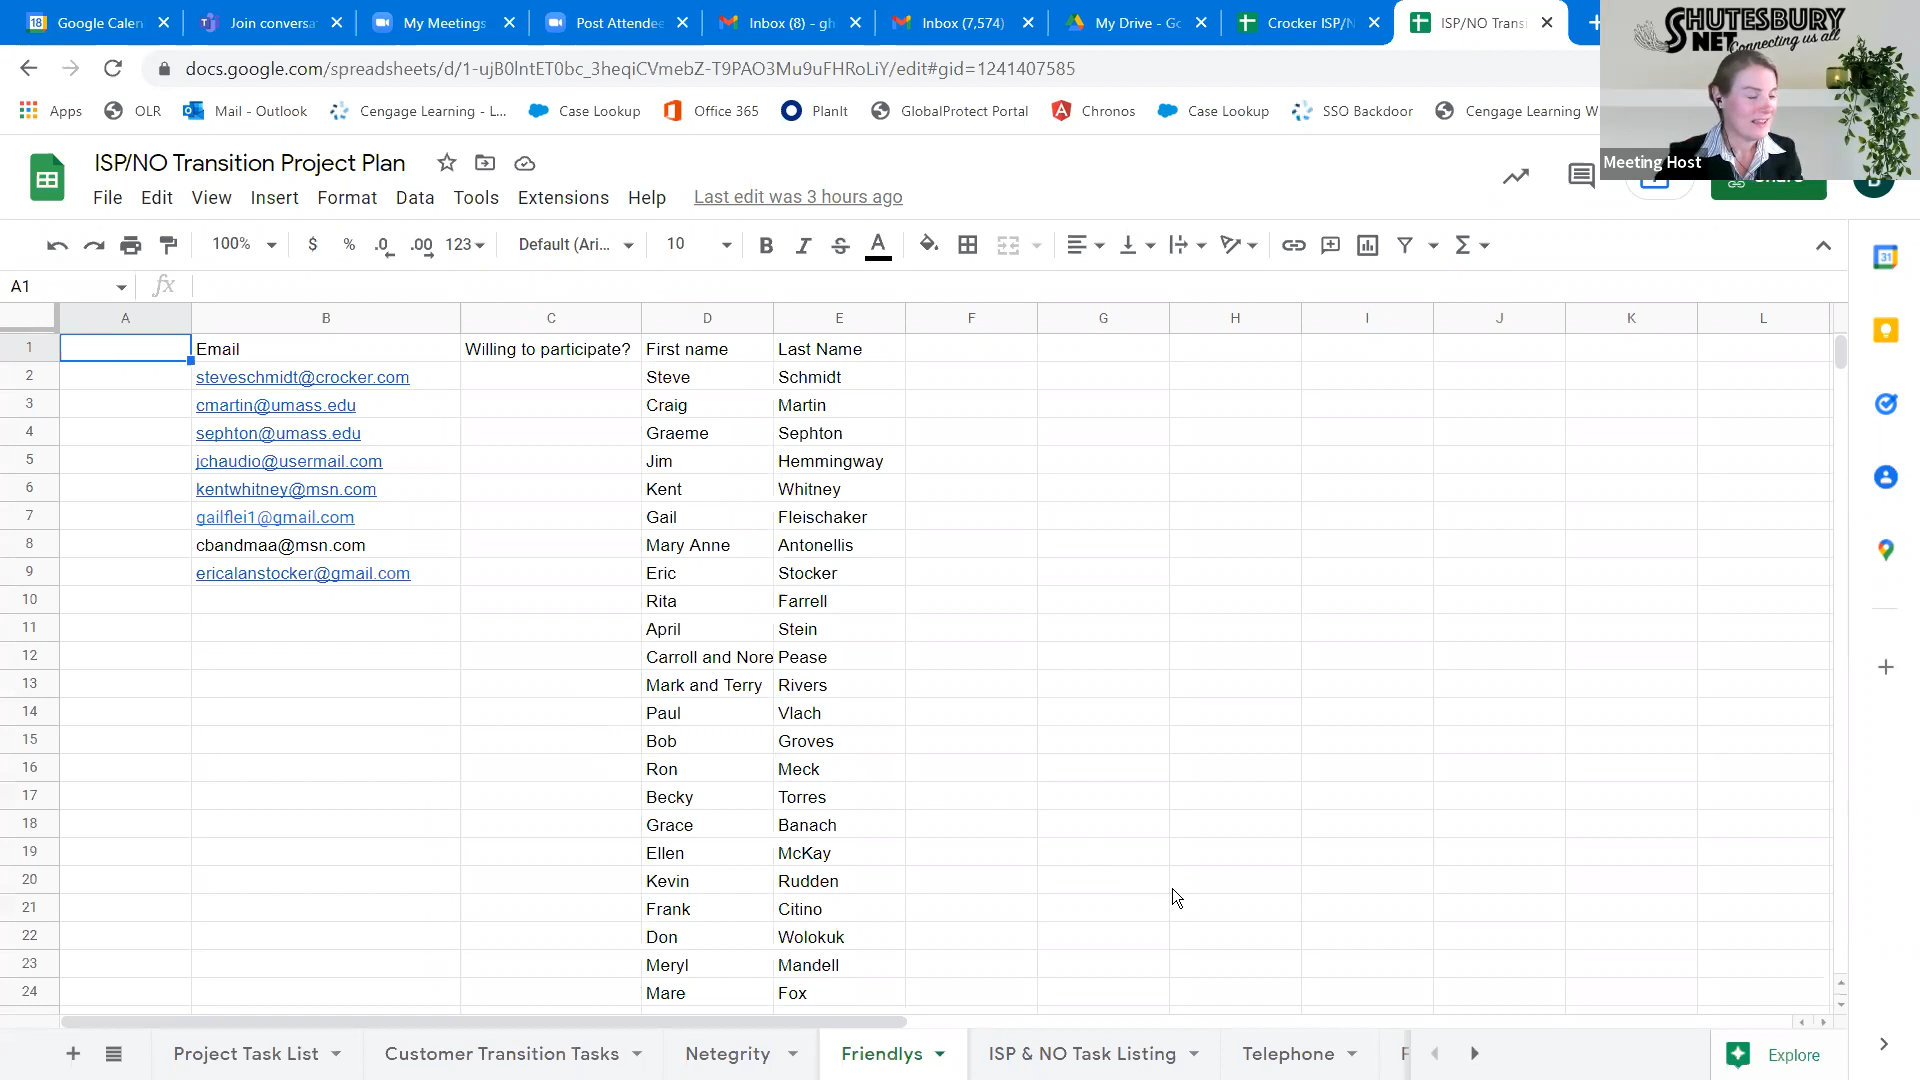 Google Calen
Join conversa
My Meetings
Post Attendee
Inbox (8) - gh
Inbox (7,574)
My Drive - Go
Crocker ISP/N
ISP/NO Transi
SHUTESBURY
NET Connecting us all
docs.google.com/spreadsheets/d/1-ujB0lntET0bc_3heqiCVmebZ-T9PAO3Mu9uFHRoLiY/edit#gid=1241407585
Apps OLR Mail - Outlook Cengage Learning - L... Case Lookup Office 365 PlanIt GlobalProtect Portal Chronos Case Lookup SSO Backdoor Cengage Learning W
Meeting Host
ISP/NO Transition Project Plan
File Edit View Insert Format Data Tools Extensions Help Last edit was 3 hours ago
100% $ % .0 .00 123 Default (Ari... 10 B I S A Σ
A1 fx
A B C D E F G H I J K L
1 Email Willing to participate? First name Last Name
2 steveschmidt@crocker.com Steve Schmidt
3 cmartin@umass.edu Craig Martin
4 sephton@umass.edu Graeme Sephton
5 jchaudio@usermail.com Jim Hemmingway
6 kentwhitney@msn.com Kent Whitney
7 gailflei1@gmail.com Gail Fleischaker
8 cbandmaa@msn.com Mary Anne Antonellis
9 ericalanstocker@gmail.com Eric Stocker
10 Rita Farrell
11 April Stein
12 Carroll and Nore Pease
13 Mark and Terry Rivers
14 Paul Vlach
15 Bob Groves
16 Ron Meck
17 Becky Torres
18 Grace Banach
19 Ellen McKay
20 Kevin Rudden
21 Frank Citino
22 Don Wolokuk
23 Meryl Mandell
24 Mare Fox
Project Task List Customer Transition Tasks Netegrity Friendlys ISP & NO Task Listing Telephone Explore